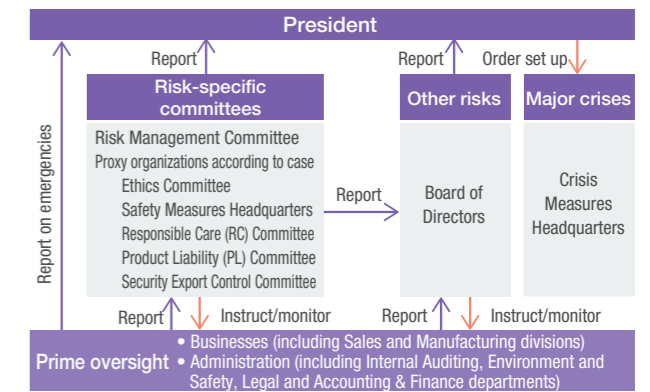 President
Report
Report
Order set up
Risk-specific
committees
Other risks
Major crises
Report on emergencies
Risk Management Committee
Proxy organizations according to case
Ethics Committee
Safety Measures Headquarters
Responsible Care (RC) Committee
Product Liability (PL) Committee
Security Export Control Committee
Report
Board of
Directors
Crisis
Measures
Headquarters
Report
Instruct/monitor
Report
Instruct/monitor
Prime oversight
• Businesses (including Sales and Manufacturing divisions)
• Administration (including Internal Auditing, Environment and
Safety, Legal and Accounting & Finance departments)